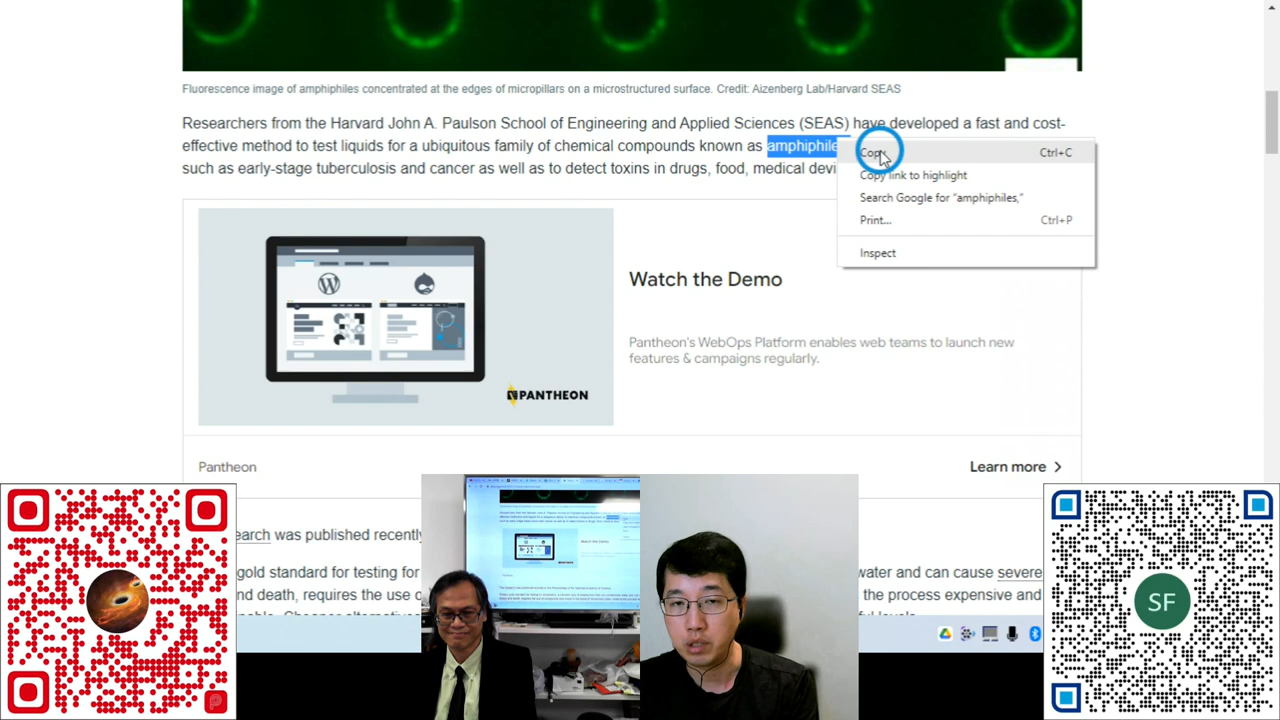 Fluorescence image of amphiphiles concentrated at the edges of micropillars on a microstructured surface. Credit: Aizenberg Lab/Harvard SEAS
Researchers from the Harvard John A. Paulson School of Engineering and Applied Sciences (SEAS) have developed a fast and cost-
effective method to test liquids for a ubiquitous family of chemical compounds known as amphiphile
such as early-stage tuberculosis and cancer as well as to detect toxins in drugs, food, medical devi
Copy Ctrl+C
Copy link to highlight
Search Google for "amphiphiles,"
Print... Ctrl+P
Inspect
Watch the Demo
Pantheon's WebOps Platform enables web teams to launch new
features & campaigns regularly.
PANTHEON
Pantheon
Learn more
earch was published recently
gold standard for testing for
water and can cause seve
nd death, requires the use
the process expensive and
SF